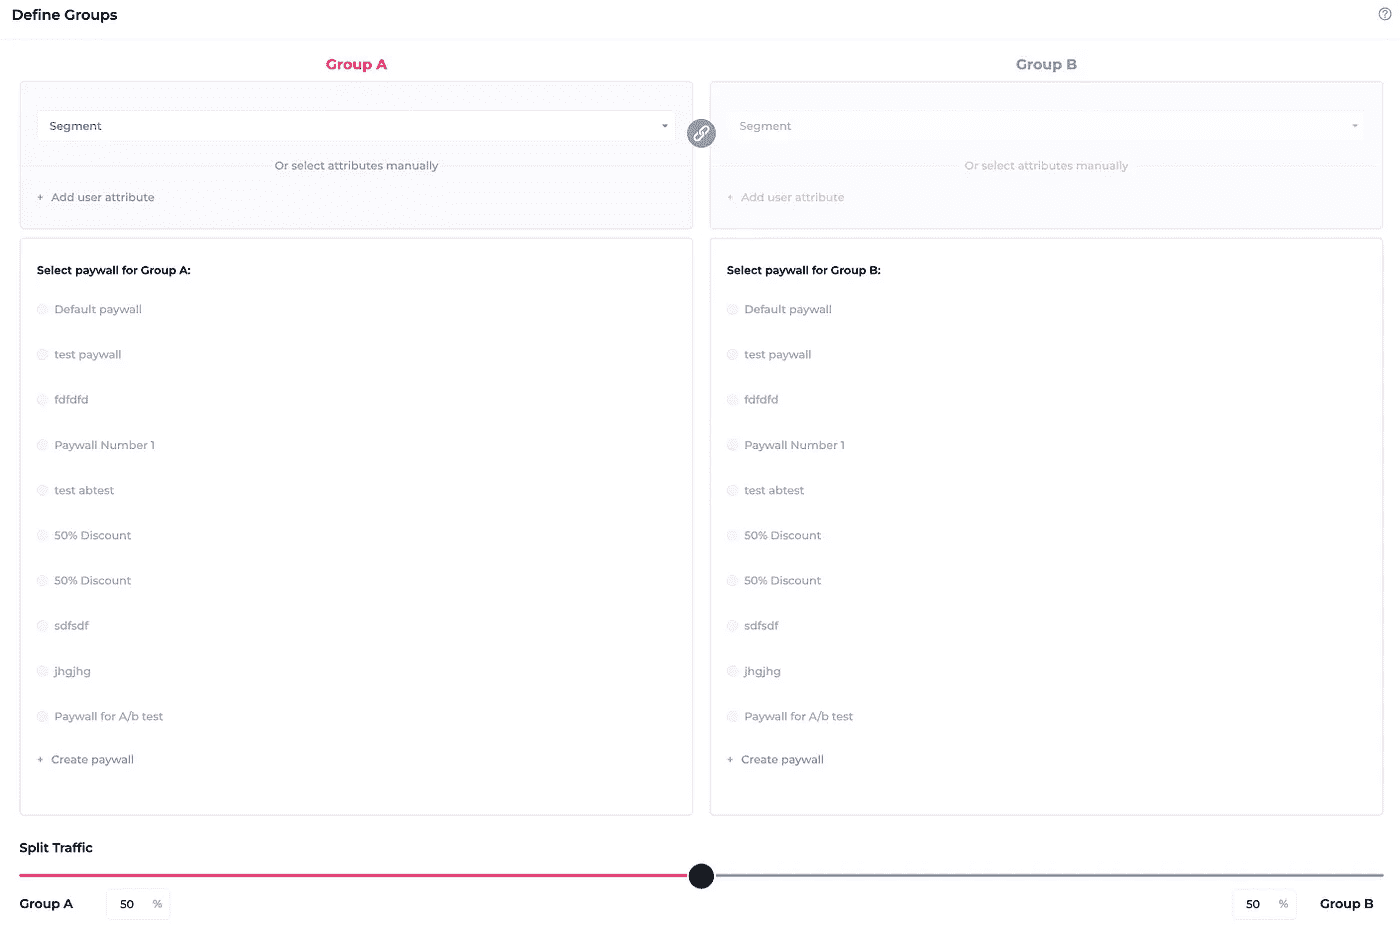 Define Groups
Group A
Segment
Or select attributes manually
+ Add user attribute
Group B
Segment
Or select attributes manually
+ Add user attribute
Select paywall for Group A:
Default paywall
test paywall
fdfdfd
Paywall Number 1
test abtest
50% Discount
50% Discount
sdfsdf
jhgjhg
Paywall for A/b test
+ Create paywall
Select paywall for Group B:
Default paywall
test paywall
fdfdfd
Paywall Number 1
test abtest
50% Discount
50% Discount
sdfsdf
jhgjhg
Paywall for A/b test
+ Create paywall
Split Traffic
Group A 50 %
50 % Group B